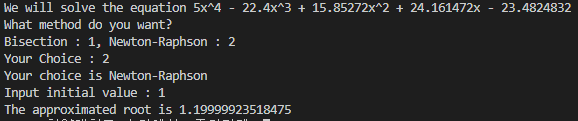 We will solve the equation 5x^4 - 22.4x^3 + 15.85272x^2 + 24.161472x - 23.4824832
What method do you want?
Bisection : 1, Newton-Raphson : 2
Your Choice : 2
Your choice is Newton-Raphson
Input initial value : 1
The approximated root is 1.19999923518475